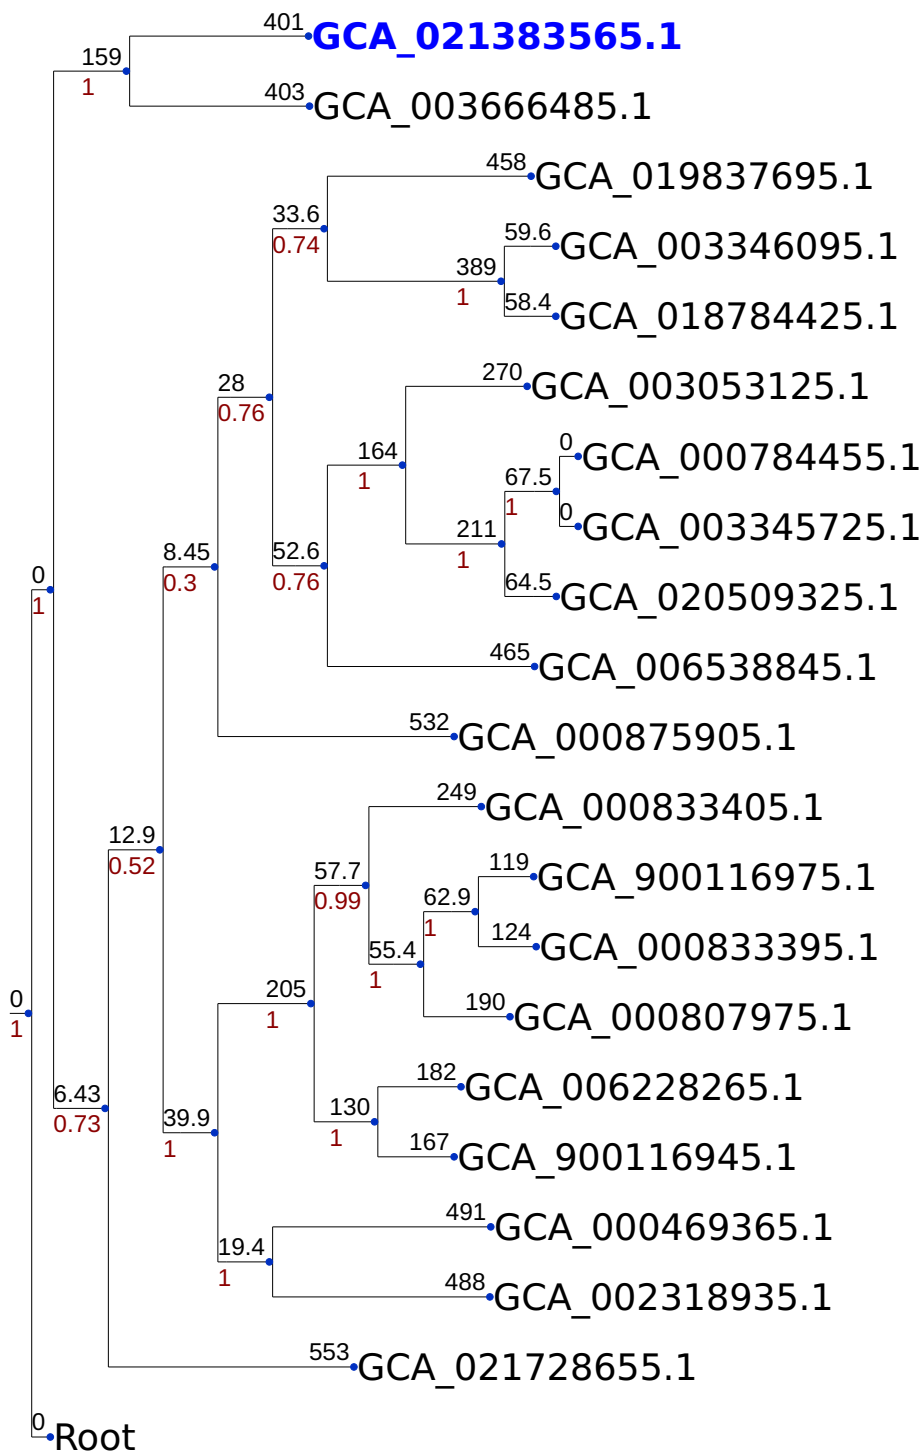 401
GCA_021383565.1
159
1
403
GCA_003666485.1
458
GCA_019837695.1
33.6
0.74
59.6
GCA_003346095.1
389
1
58.4
GCA_018784425.1
270
GCA_003053125.1
28
0.76
0
GCA_000784455.1
164
1
67.5
1
0
GCA_003345725.1
211
1
8.45
0.3
52.6
0.76
64.5
GCA_020509325.1
0
1
465
GCA_006538845.1
532
GCA_000875905.1
249
GCA_000833405.1
12.9
0.52
57.7
0.99
119
GCA_900116975.1
62.9
1
124
GCA_000833395.1
55.4
1
205
1
190
GCA_000807975.1
0
1
182
GCA_006228265.1
6.43
0.73
39.9
1
130
1
167
GCA_900116945.1
491
GCA_000469365.1
19.4
1
488
GCA_002318935.1
553
GCA_021728655.1
0
Root